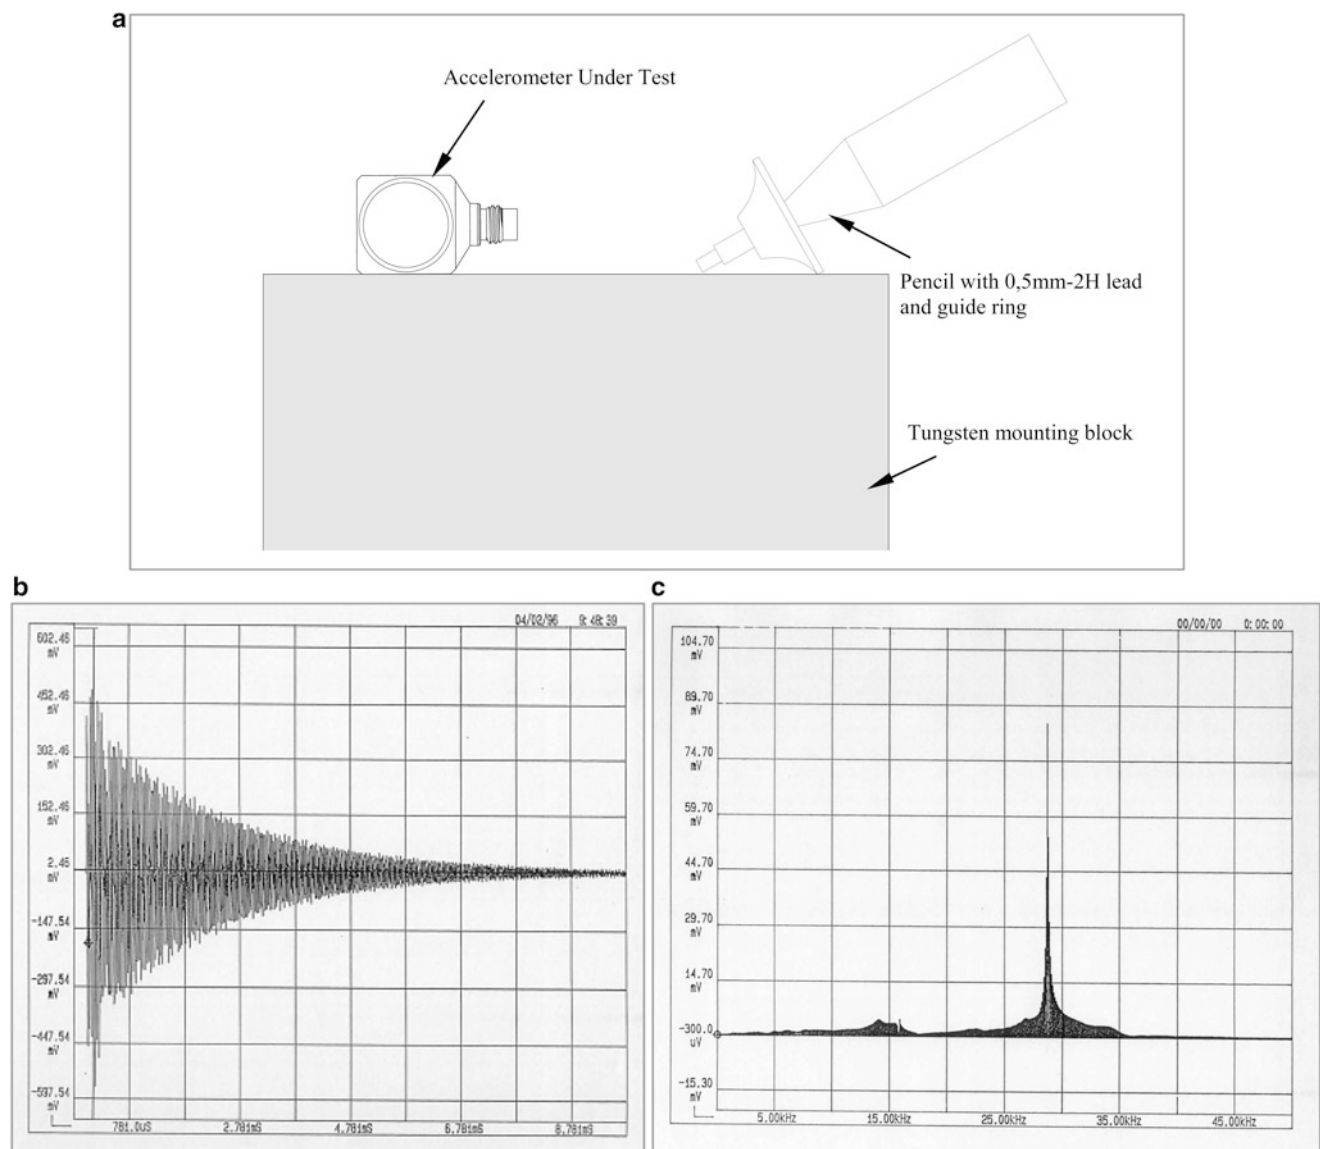 a
Accelerometer Under Test
Pencil with 0,5mm-2H lead
and guide ring
Tungsten mounting block
b
04/02/96 9:48:39
602.46
mV
452.46
mV
302.46
mV
152.46
mV
2.45
mV
-147.54
mV
-297.54
mV
-447.54
mV
-597.54
mV
781.0uS 2.781mS 4.781mS 6.781mS 8.781mS
c
00/00/00 0:00:00
104.70
mV
89.70
mV
74.70
mV
59.70
mV
44.70
mV
29.70
mV
14.70
mV
-300.0
uV
-15.30
mV
5.00kHz 15.00kHz 25.00kHz 35.00kHz 45.00kHz